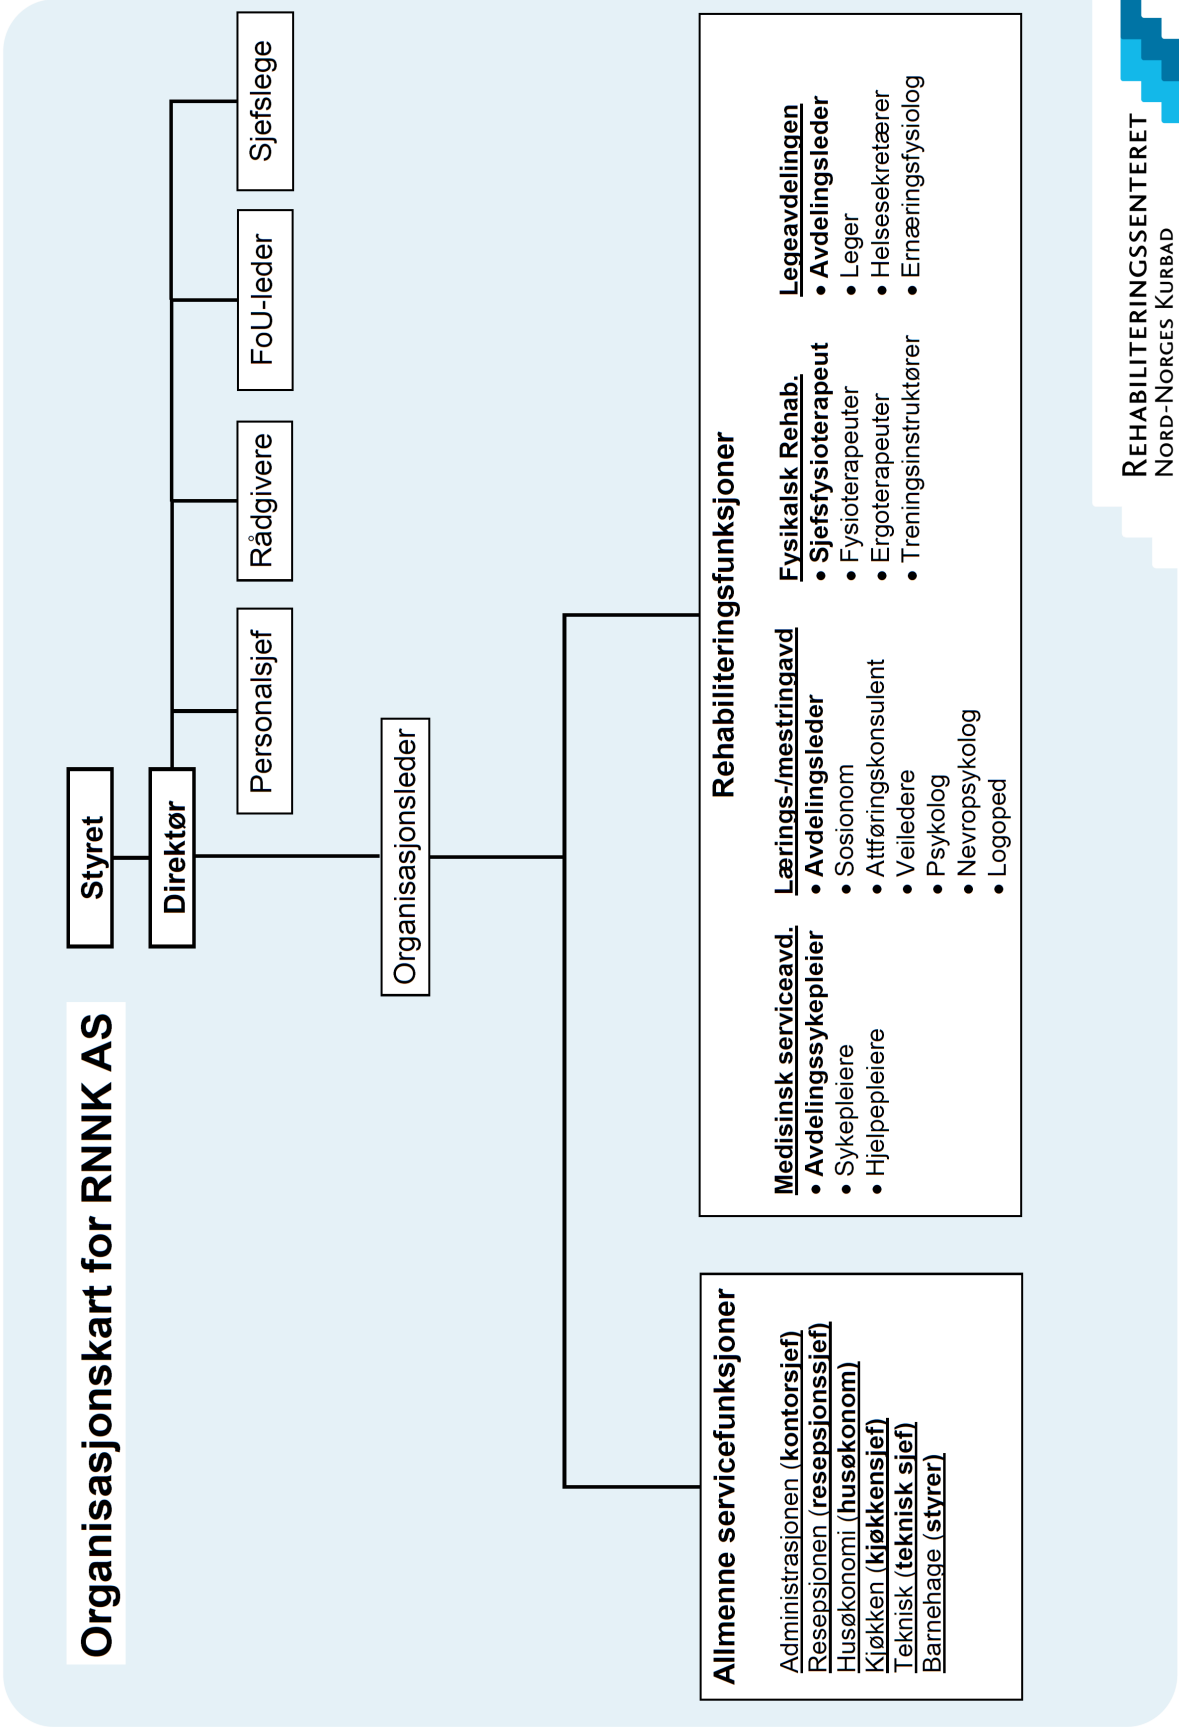 Organisasjonskart for RNNK AS
Styret
Direktør
Personalsjef
Rådgivere
FoU-leder
Sjefslege
Organisasjonsleder
Allmenne servicefunksjoner
Administrasjonen (kontorsjef)
Resepsjonen (resepsjonssjef)
Husøkonomi (husøkonom)
Kjøkken (kjøkkensjef)
Teknisk (teknisk sjef)
Barnehage (styrer)
Rehabiliteringsfunksjoner
Medisinsk serviceavd.
• Avdelingssykepleier
• Sykepleiere
• Hjelpepleiere
Lærings-/mestringavd
• Avdelingsleder
• Sosionom
• Attføringskonsulent
• Veiledere
• Psykolog
• Nevropsykolog
• Logoped
Fysikalsk Rehab.
• Sjefsfysioterapeut
• Fysioterapeuter
• Ergoterapeuter
• Treningsinstruktører
Legeavdelingen
• Avdelingsleder
• Leger
• Helsesekretærer
• Ernæringsfysiolog
REHABILITERINGSSENTERET
NORD-NORGES KURBAD